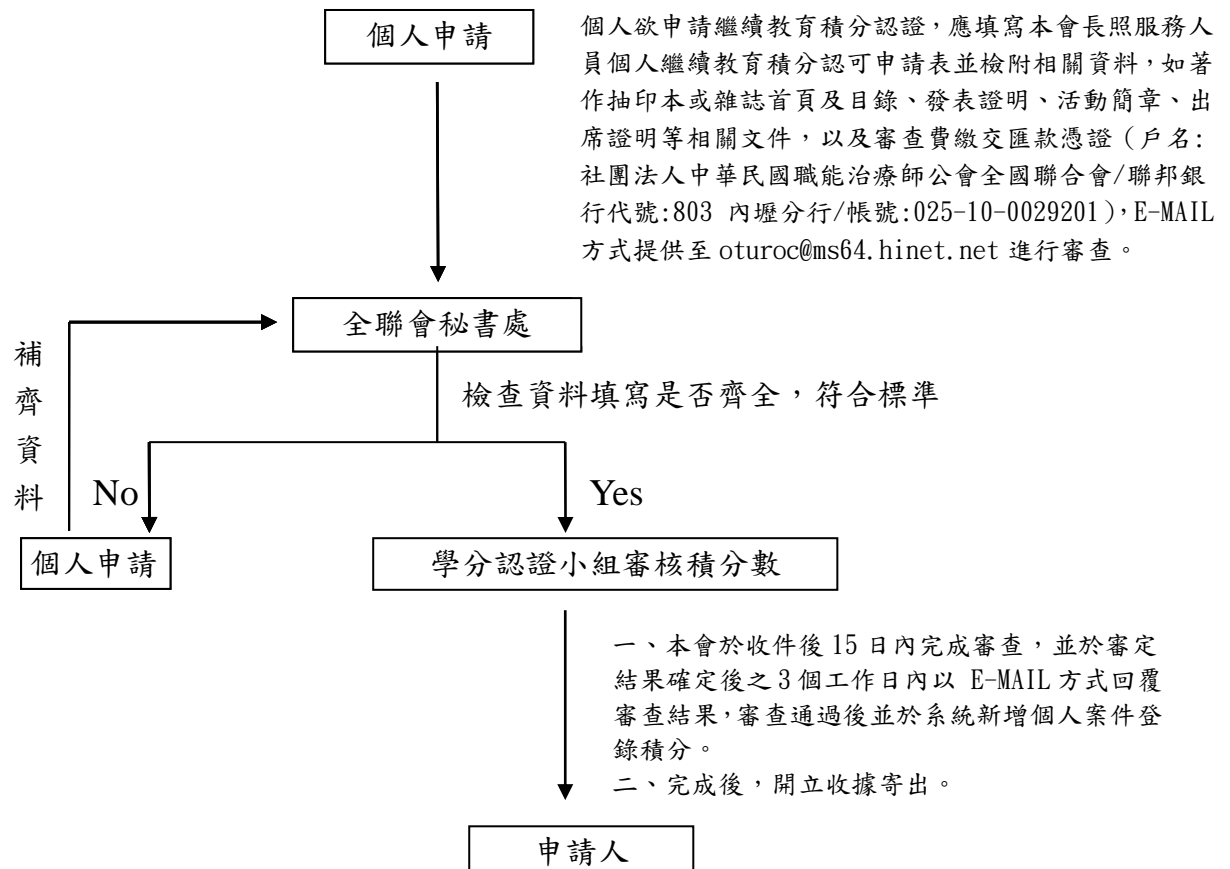 個人申請
個人欲申請繼續教育積分認證，應填寫本會長照服務人
員個人繼續教育積分認可申請表並檢附相關資料，如著
作抽印本或雜誌首頁及目錄、發表證明、活動簡章、出
席證明等相關文件，以及審查費繳交匯款憑證（戶名:
社團法人中華民國職能治療師公會全國聯合會/聯邦銀
行代號:803 內壢分行/帳號:025-10-0029201），E-MAIL
方式提供至 oturoc@ms64.hinet.net 進行審查。
全聯會秘書處
補
齊
資
料
檢查資料填寫是否齊全，符合標準
No
Yes
個人申請
學分認證小組審核積分數
一、本會於收件後 15 日內完成審查，並於審定
結果確定後之 3 個工作日內以 E-MAIL 方式回覆
審查結果，審查通過後並於系統新增個人案件登
錄積分。
二、完成後，開立收據寄出。
申請人